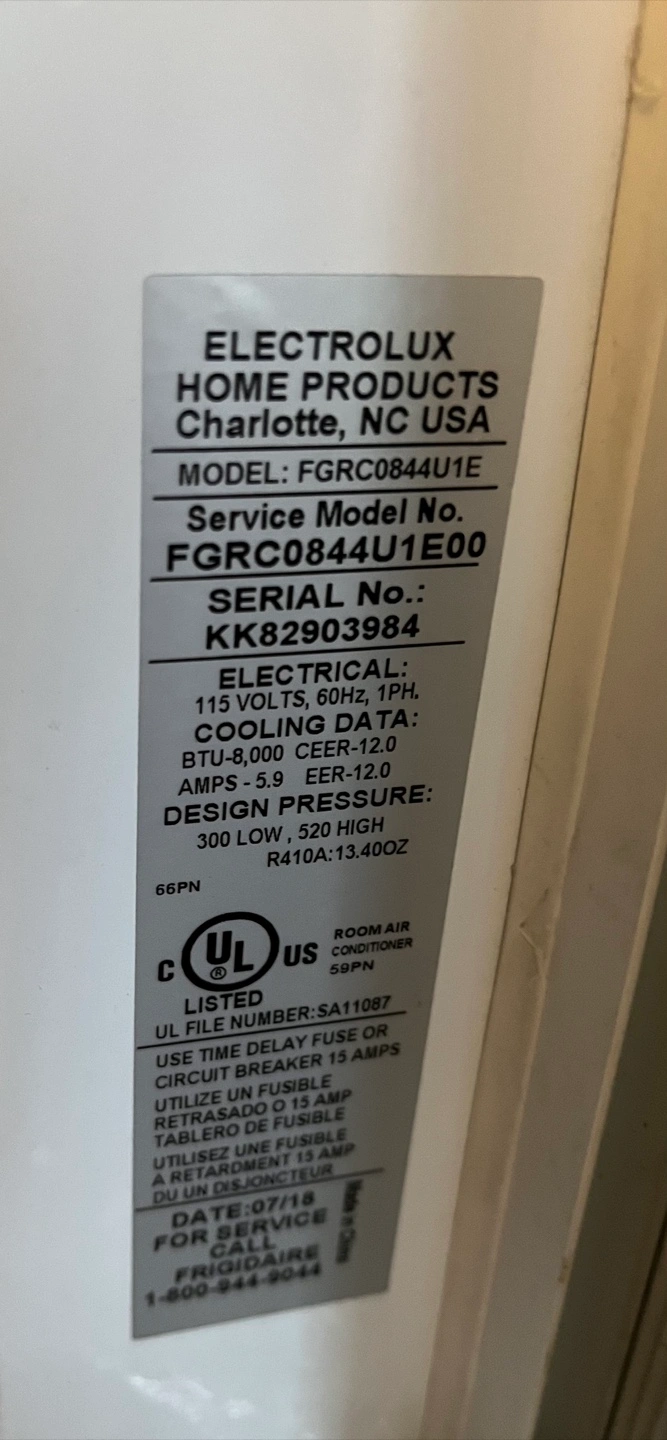 ELECTROLUX
HOME PRODUCTS
Charlotte, NC USA
MODEL: FGRC0844U1E
Service Model No.
FGRC0844U1E00
SERIAL No.:
KK82903984
ELECTRICAL:
115 VOLTS, 60Hz, 1PH.
COOLING DATA:
BTU-8,000 CEER-12.0
AMPS - 5.9 EER-12.0
DESIGN PRESSURE:
300 LOW , 520 HIGH
R410A:13.40OZ
66PN
C UL ® US
LISTED
ROOM AIR
CONDITIONER
59PN
UL FILE NUMBER:SA11087
USE TIME DELAY FUSE OR
CIRCUIT BREAKER 15 AMPS
UTILIZE UN FUSIBLE
RETRASADO O 15 AMP
TABLERO DE FUSIBLE
UTILISEZ UNE FUSIBLE
A RETARDMENT 15 AMP
DU UN DISJONCTEUR
DATE:07/18
FOR SERVICE
CALL
FRIGIDAIRE
1-800-944-9044
Made in China